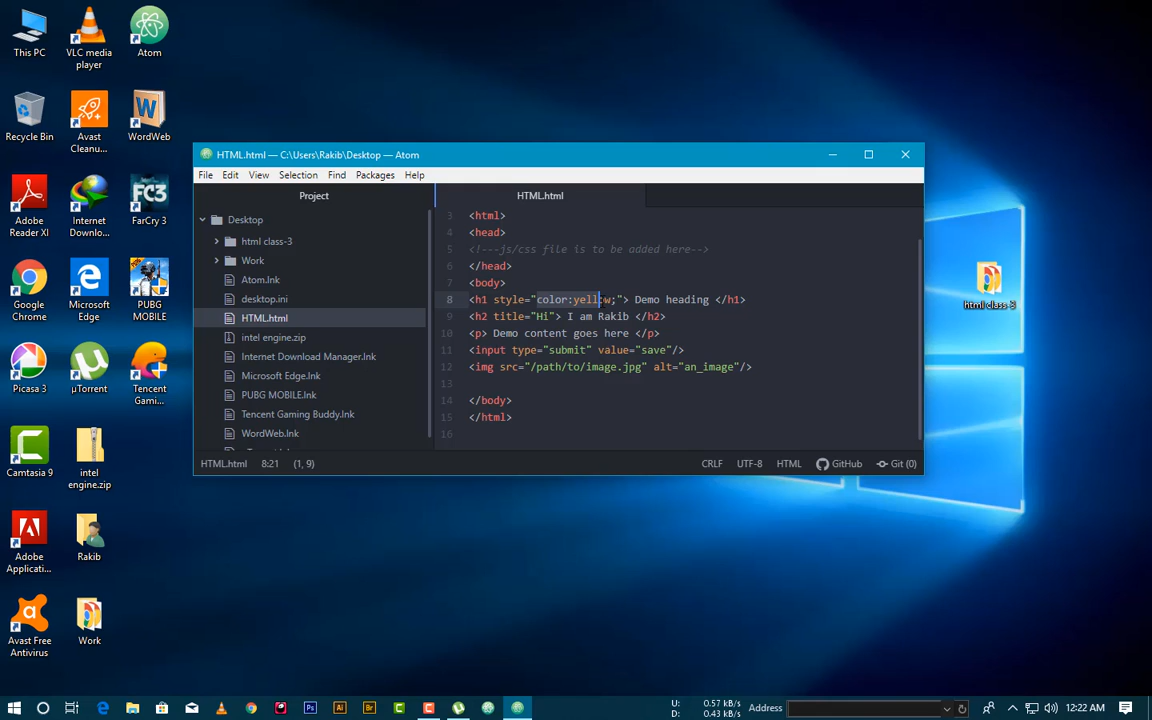 This PC
VLC media player
Atom
Recycle Bin
Avast Cleanu...
WordWeb
Adobe Reader XI
Internet Downlo...
FarCry 3
Google Chrome
Microsoft Edge
PUBG MOBILE
Picasa 3
µTorrent
Tencent Gami...
Camtasia 9
intel engine.zip
Adobe Applicati...
Rakib
Avast Free Antivirus
Work
html class-3
HTML.html — C:\Users\Rakib\Desktop — Atom
File Edit View Selection Find Packages Help
Project
HTML.html
Desktop
html class-3
Work
Atom.lnk
desktop.ini
HTML.html
intel engine.zip
Internet Download Manager.lnk
Microsoft Edge.lnk
PUBG MOBILE.lnk
Tencent Gaming Buddy.lnk
WordWeb.lnk
3 <html>
4 <head>
5 <!---js/css file is to be added here-->
6 </head>
7 <body>
8 <h1 style="color:yellow;"> Demo heading </h1>
9 <h2 title="Hi"> I am Rakib </h2>
10 <p> Demo content goes here </p>
11 <input type="submit" value="save"/>
12 <img src="/path/to/image.jpg" alt="an_image"/>
13
14 </body>
15 </html>
16
HTML.html 8:21 (1, 9) CRLF UTF-8 HTML GitHub Git (0)
U: 0.57 kB/s
D: 0.43 kB/s
Address
12:22 AM